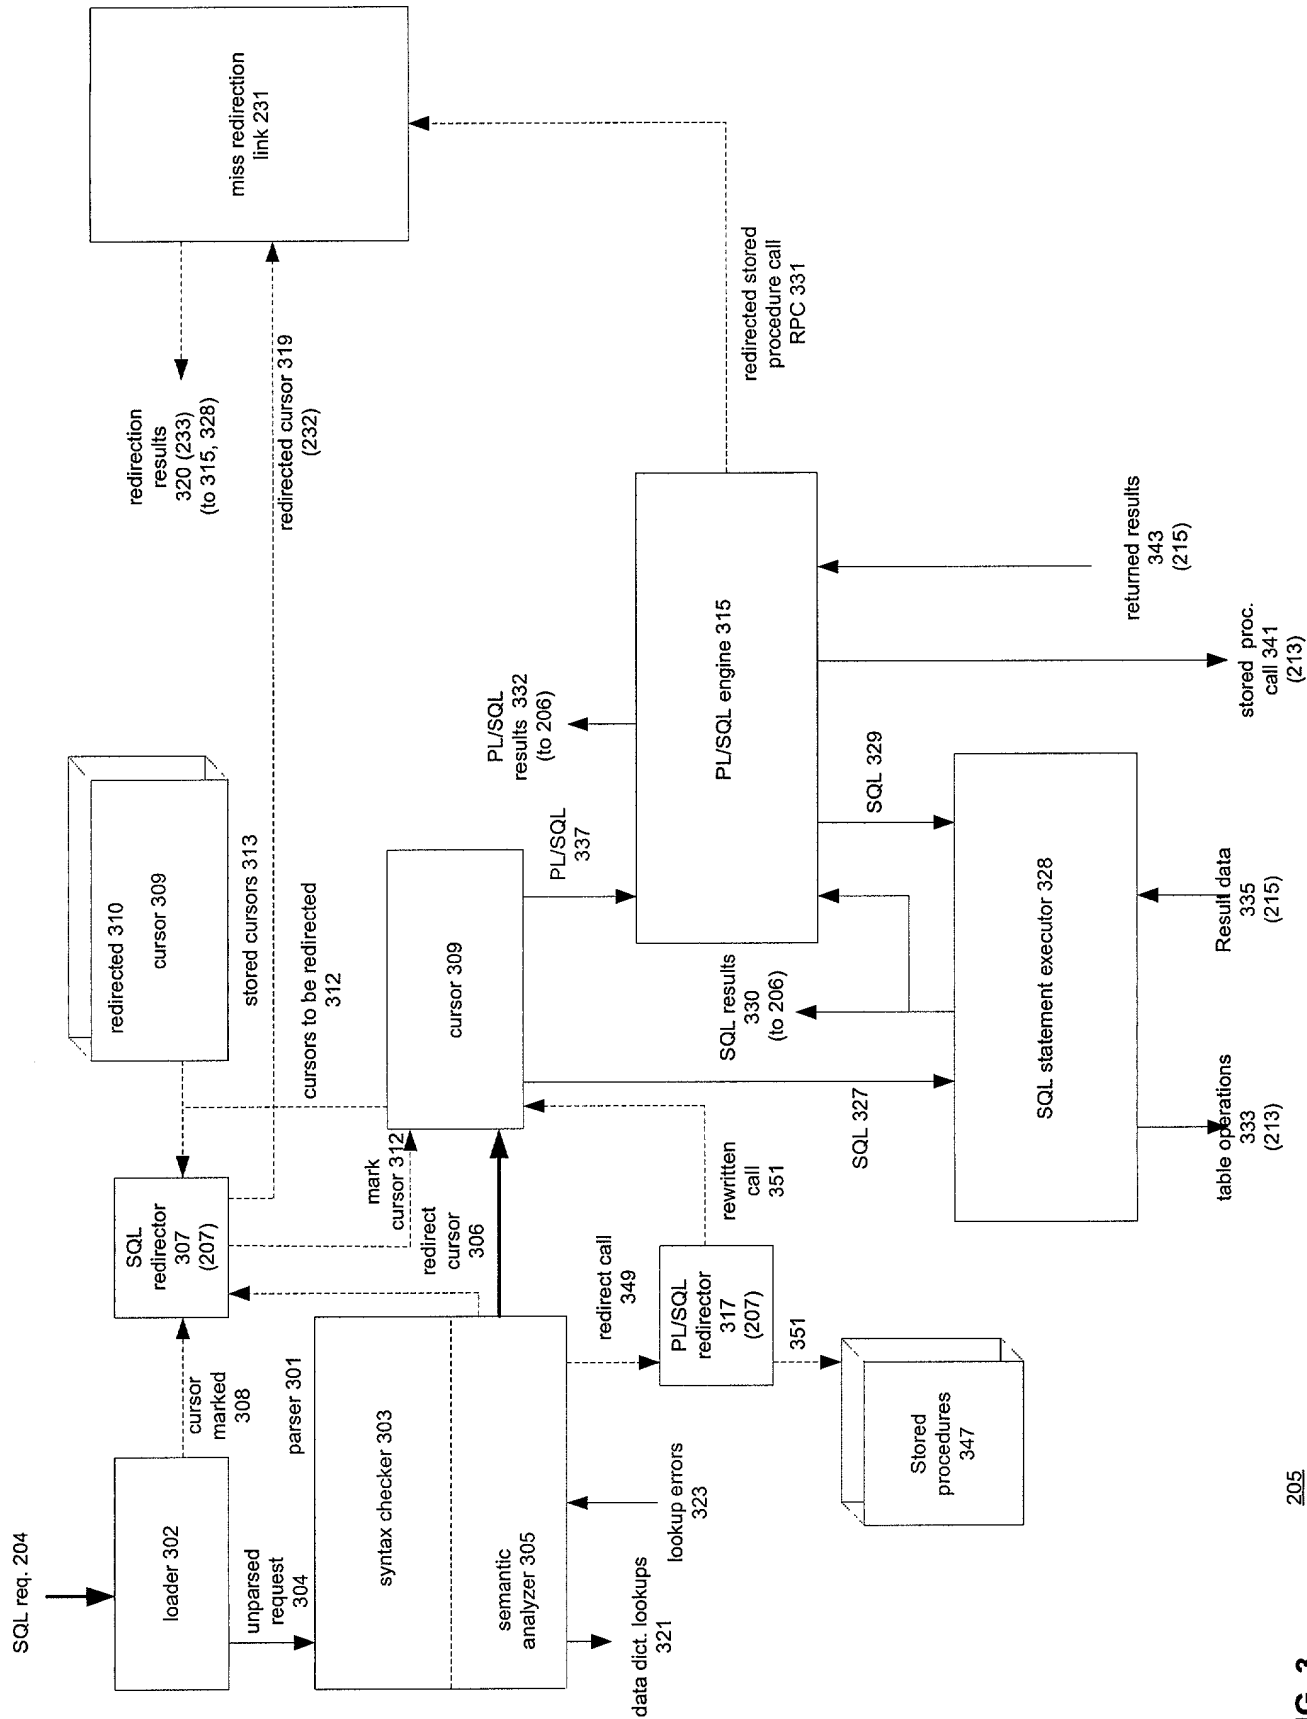 SQL req. 204
loader 302
cursor
marked
308
unparsed
request
304
parser 301
syntax checker 303
semantic
analyzer 305
data dict. lookups
321
lookup errors
323
SQL
redirector
307
(207)
redirect
cursor
306
mark
cursor 312
redirect call
349
PL/SQL
redirector
317
(207)
351
Stored
procedures
347
rewritten
call
351
redirected 310
cursor 309
stored cursors 313
cursors to be redirected
312
cursor 309
PL/SQL
337
SQL 327
SQL results
330
(to 206)
PL/SQL
results 332
(to 206)
PL/SQL engine 315
SQL 329
SQL statement executor 328
table operations
333
(213)
Result data
335
(215)
stored proc.
call 341
(213)
returned results
343
(215)
redirected stored
procedure call
RPC 331
redirection
results
320 (233)
(to 315, 328)
redirected cursor 319
(232)
miss redirection
link 231
205